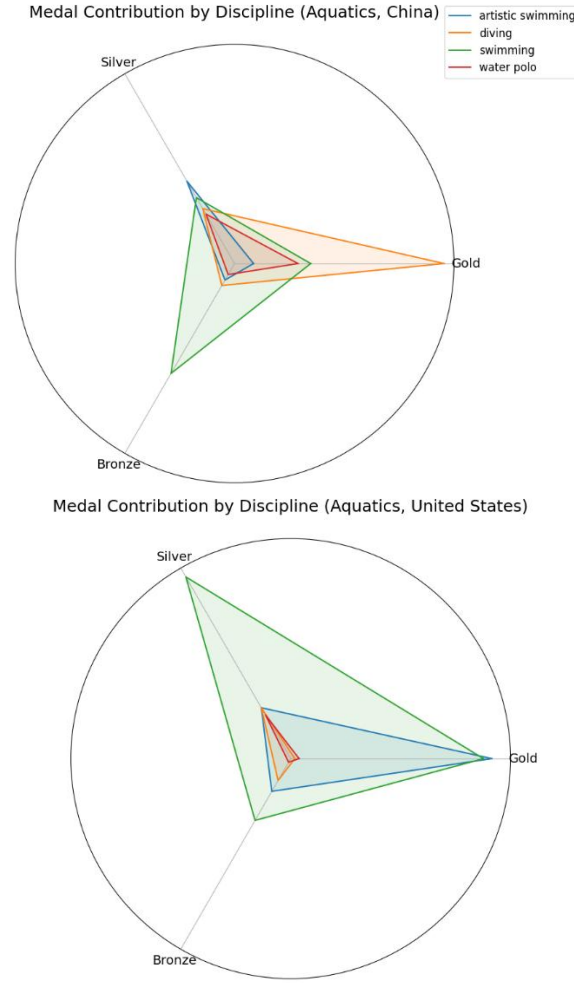 Medal Contribution by Discipline (Aquatics, China)
artistic swimming
diving
swimming
water polo
Silver
Gold
Bronze
Medal Contribution by Discipline (Aquatics, United States)
Silver
Gold
Bronze